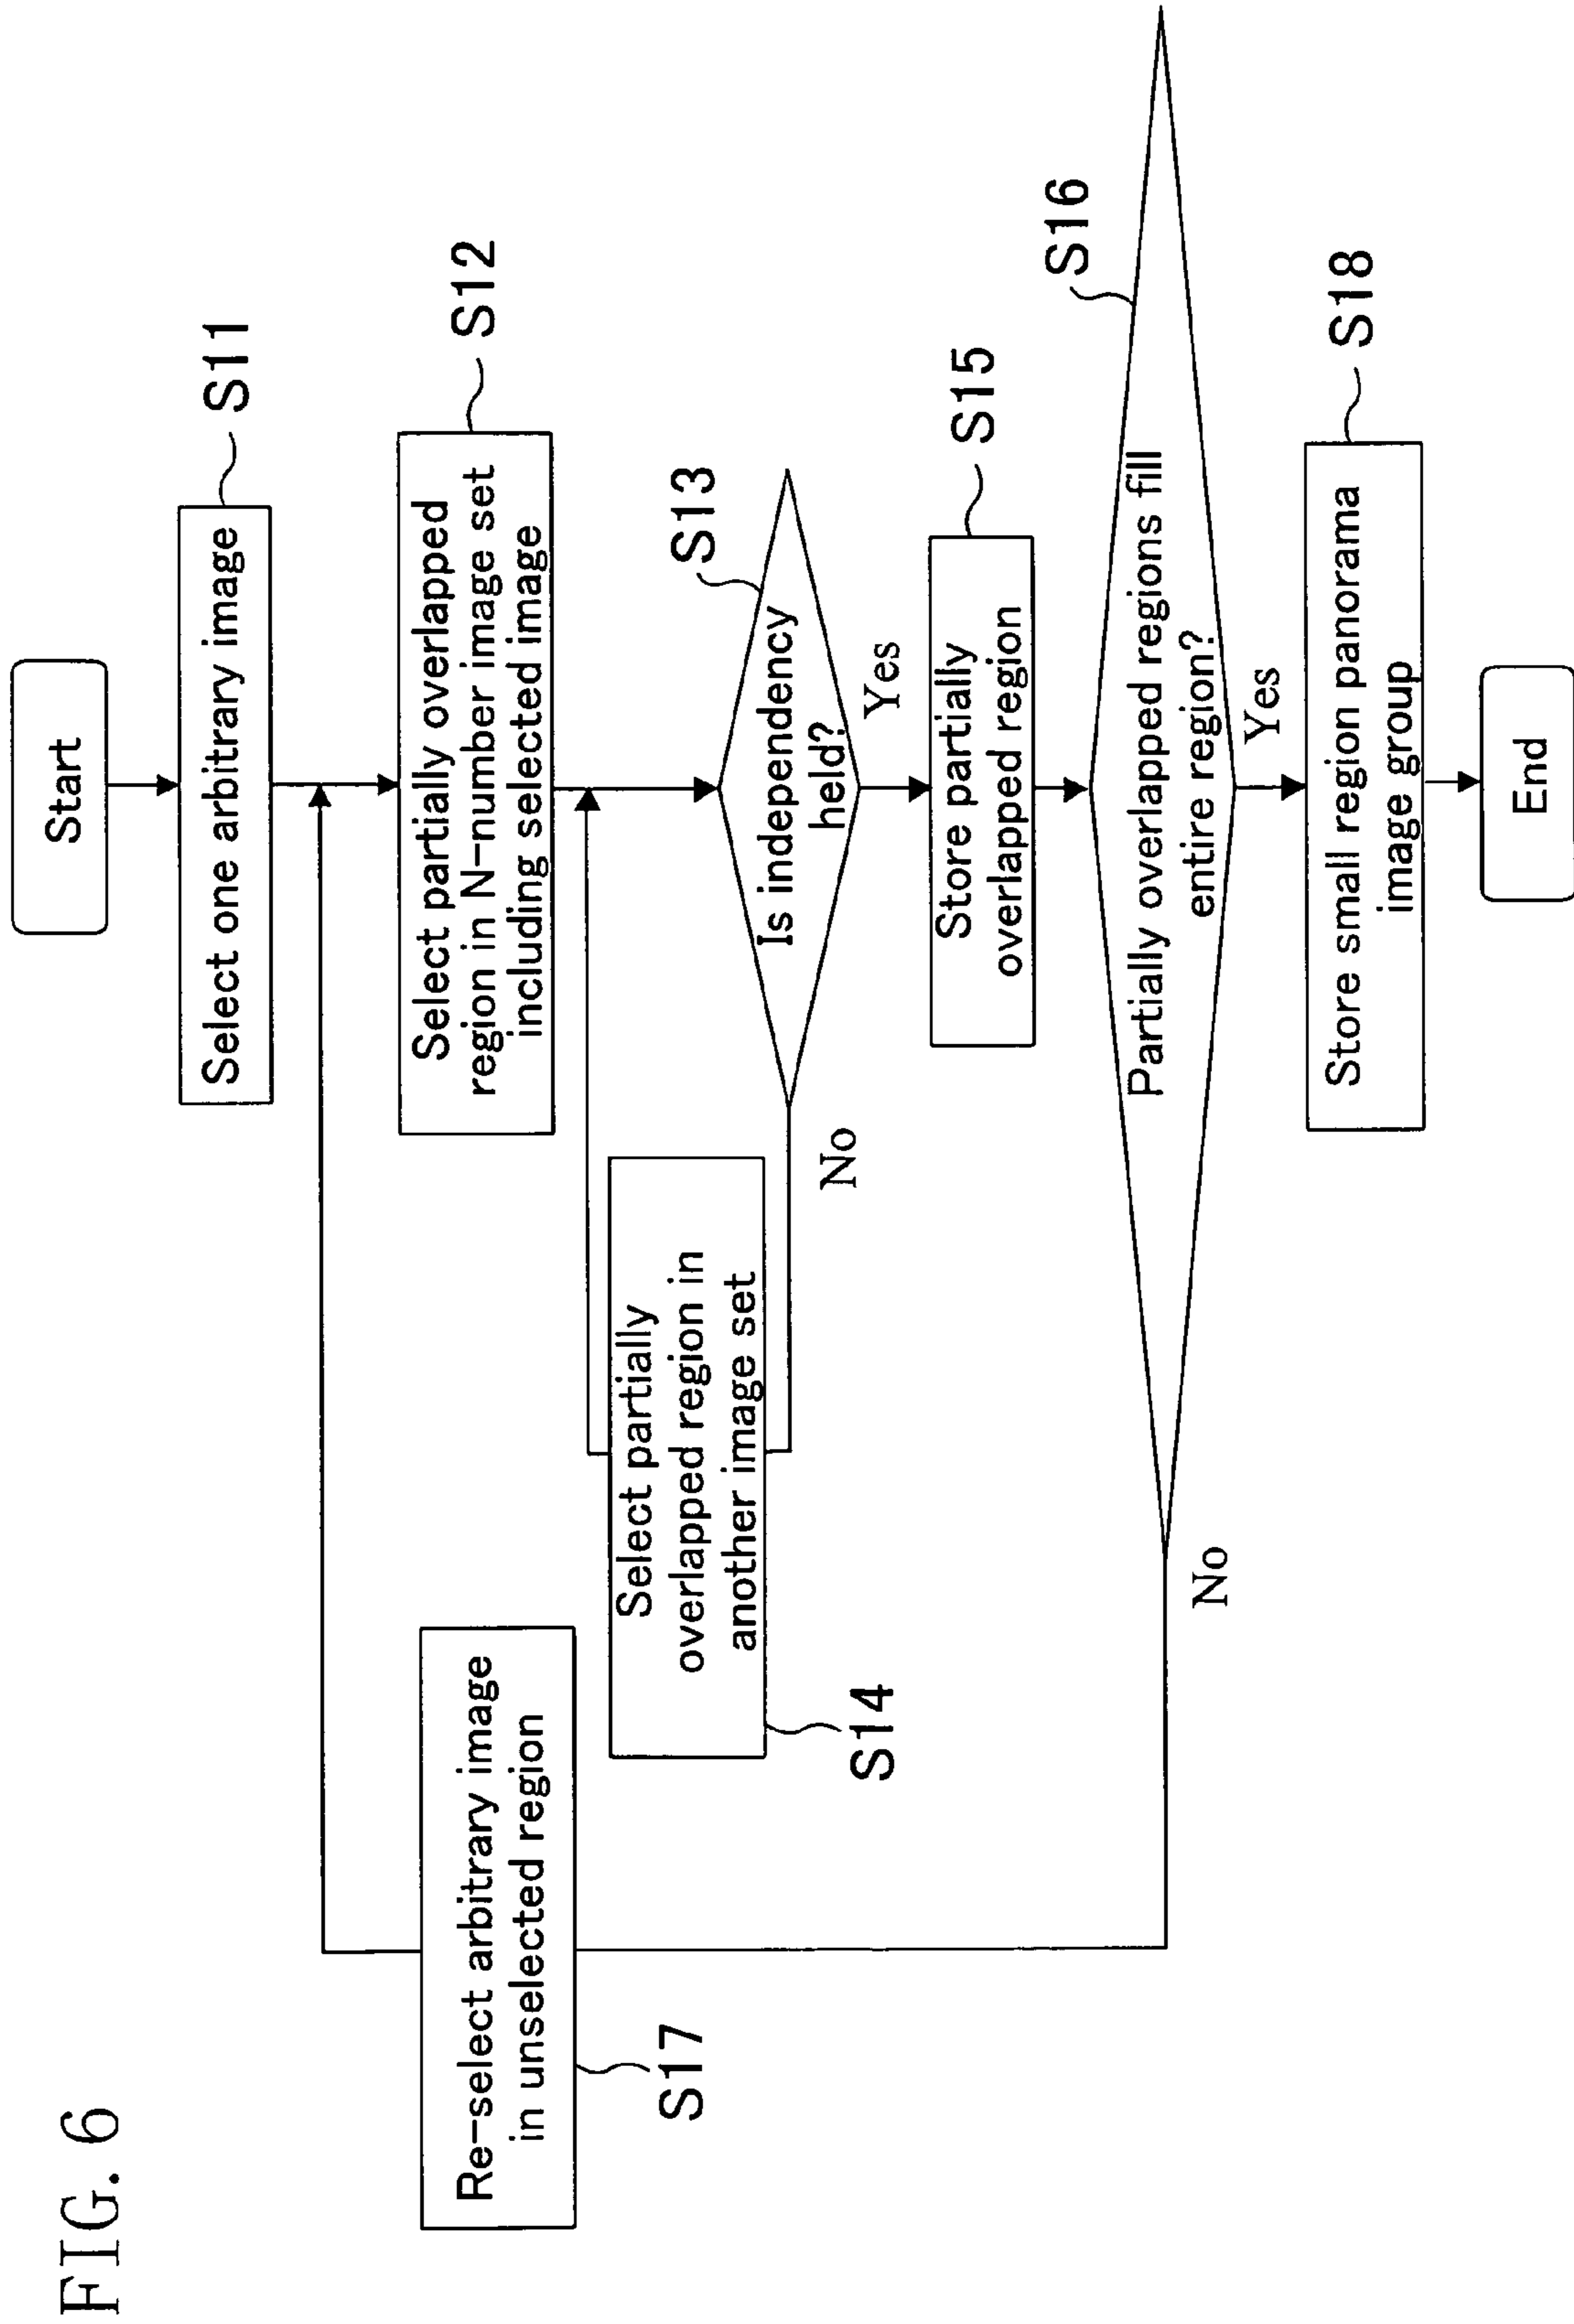 FIG. 6
Start
Select one arbitrary image
S11
Select partially overlapped
region in N-number image set
including selected image
S12
Is independency
held?
S13
No
Yes
Select partially
overlapped region in
another image set
S14
Store partially
overlapped region
S15
Partially overlapped regions fill
entire region?
S16
No
Yes
Re-select arbitrary image
in unselected region
S17
Store small region panorama
image group
S18
End